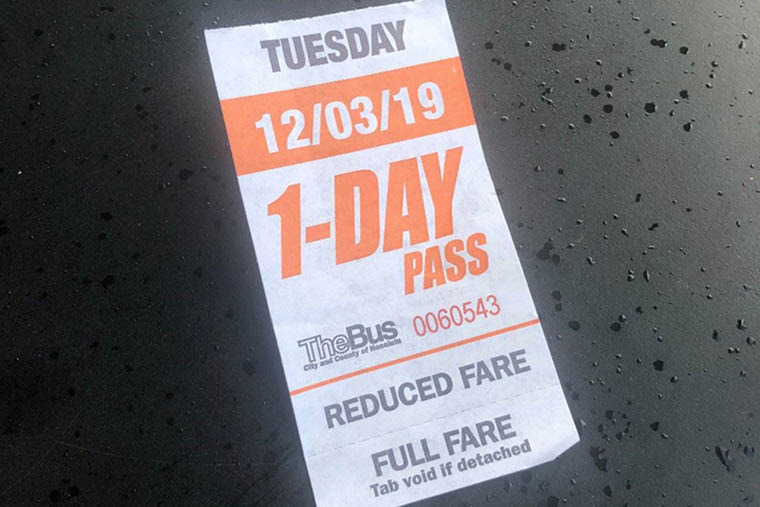 TUESDAY
12/03/19
1-DAY
PASS
TheBus 0060543
City and County of Honolulu
REDUCED FARE
FULL FARE
Tab void if detached